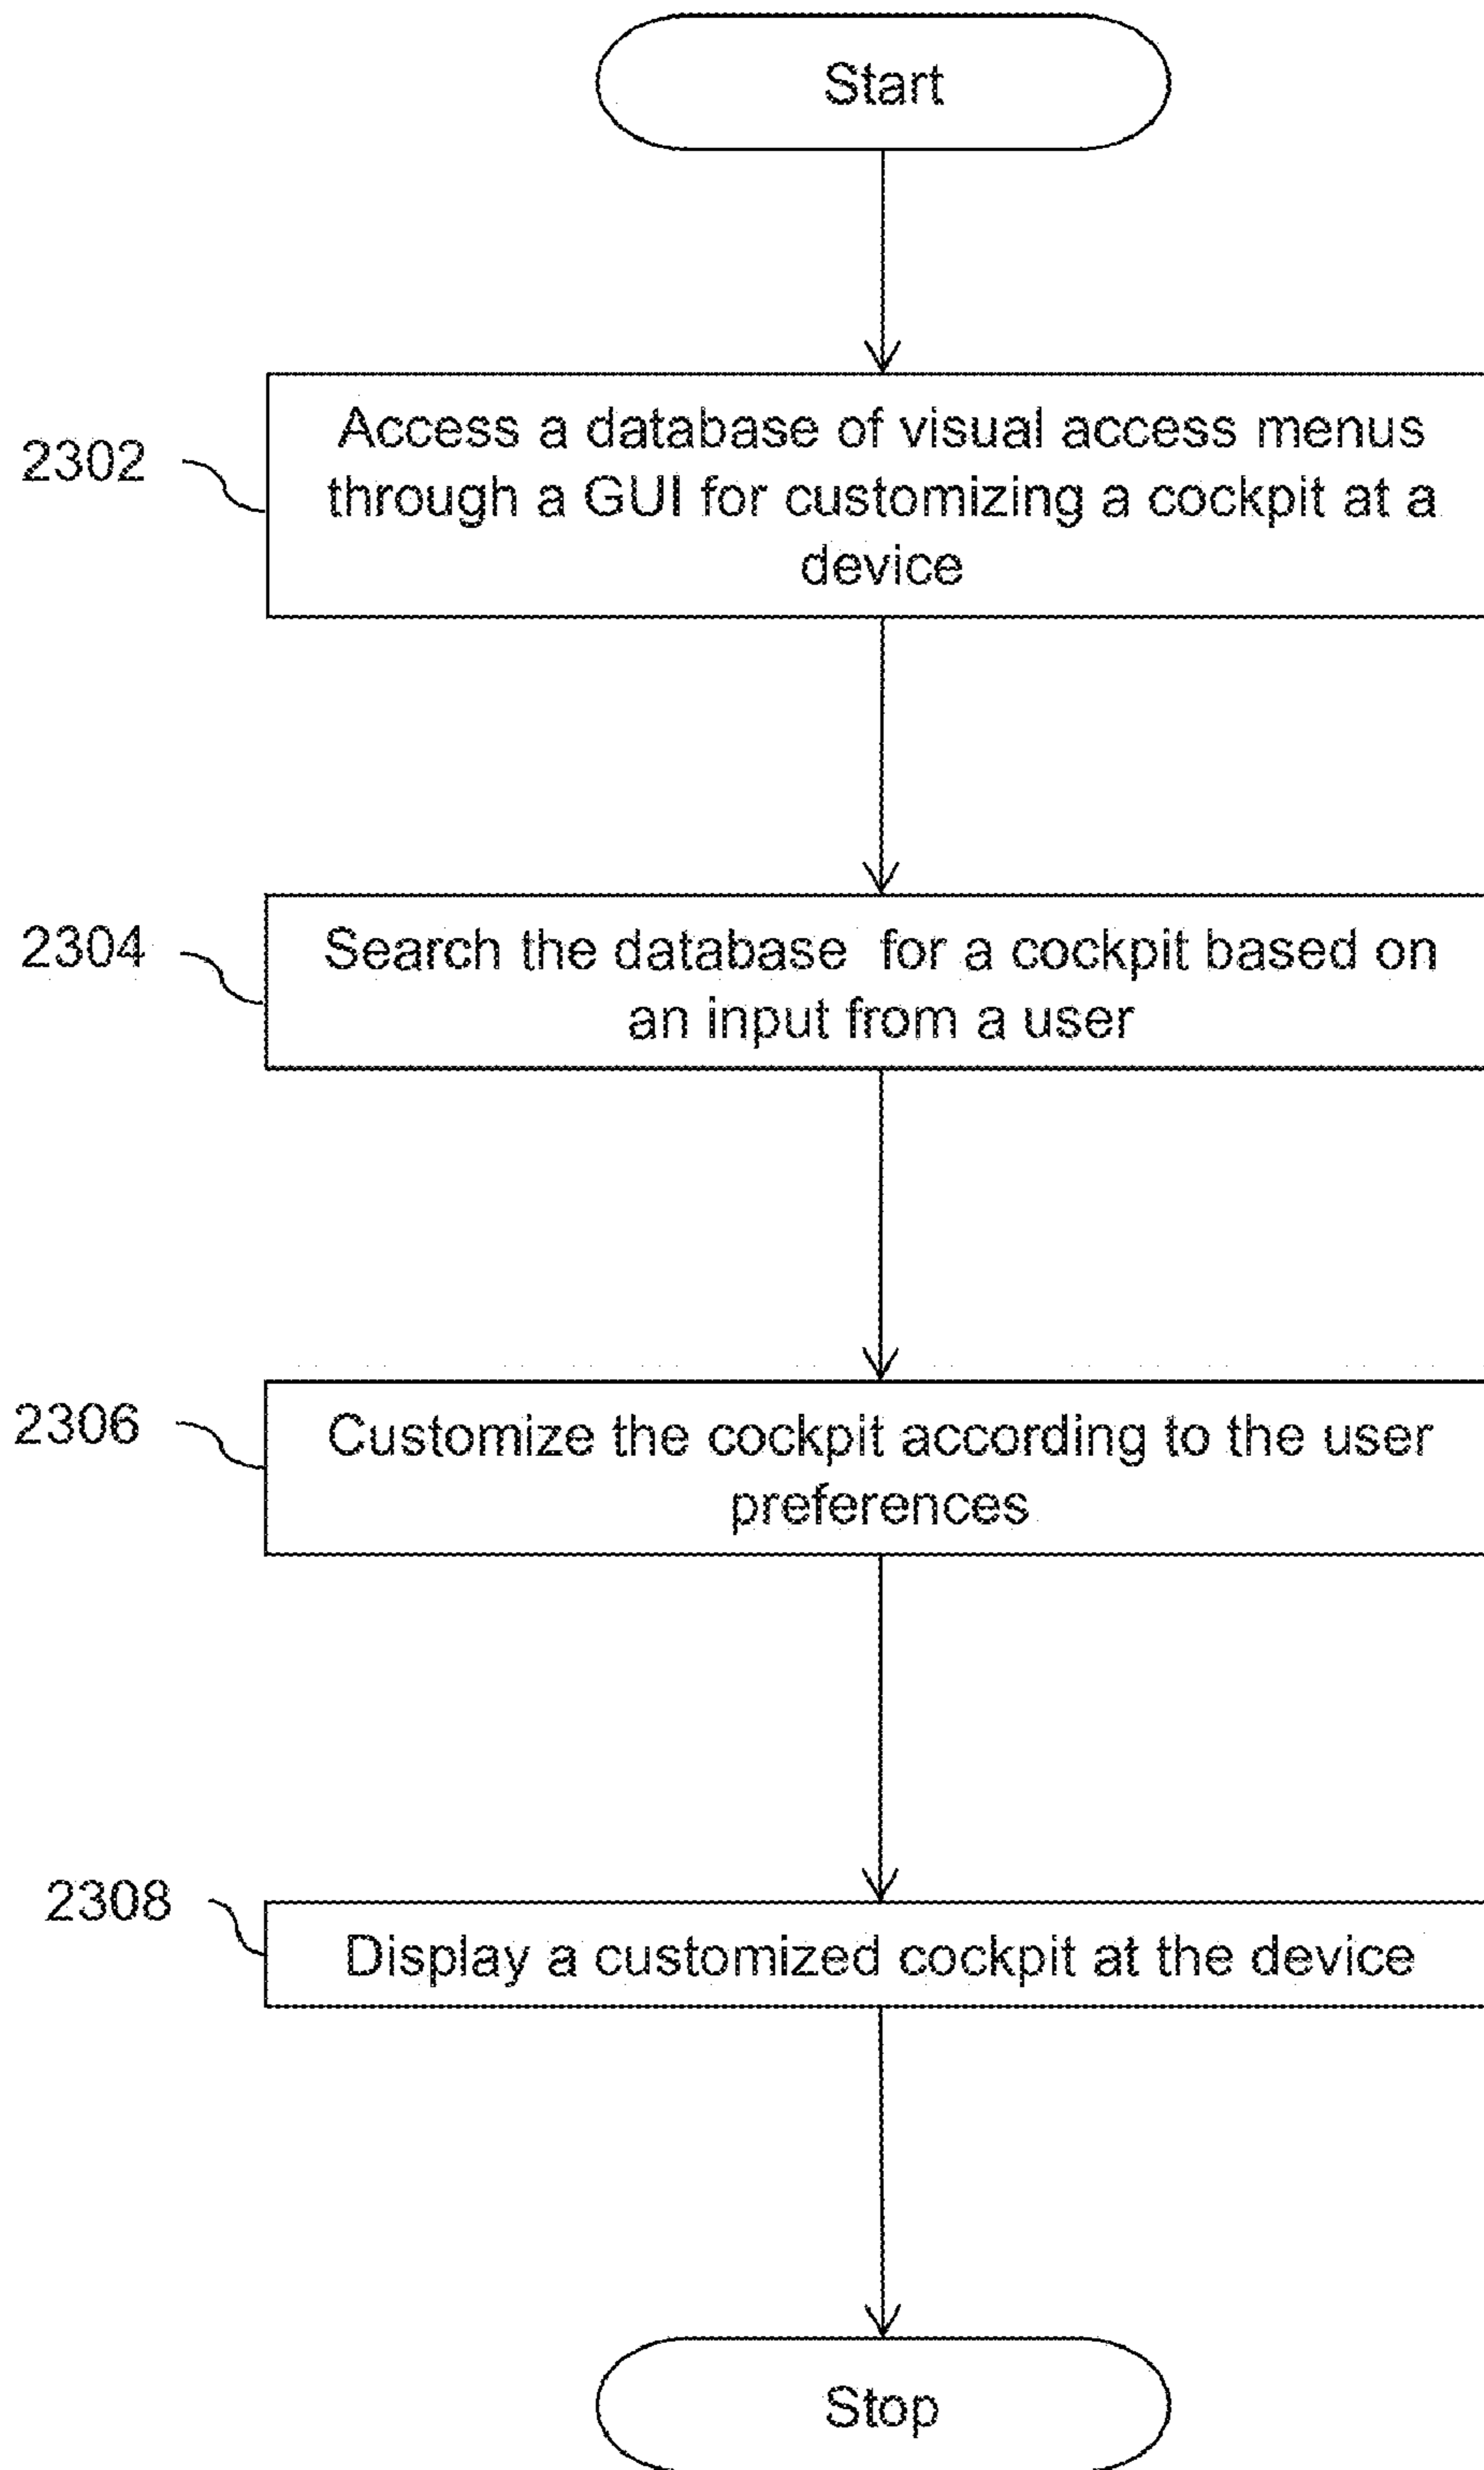 Start
2302
Access a database of visual access menus
through a GUI for customizing a cockpit at a
device
2304
Search the database for a cockpit based on
an input from a user
2306
Customize the cockpit according to the user
preferences
2308
Display a customized cockpit at the device
Stop